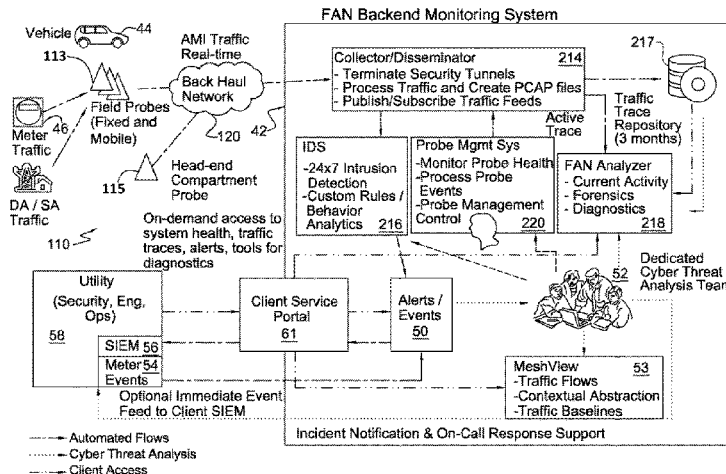 FAN Backend Monitoring System
Vehicle
44
113
AMI Traffic
Real-time
Back Haul
Network
Field Probes
(Fixed and
Mobile)
46
Meter
Traffic
120
42
115
Head-end
Compartment
Probe
DA / SA
Traffic
110
On-demand access to
system health, traffic
traces, alerts, tools for
diagnostics
Collector/Disseminator 214
- Terminate Security Tunnels
- Process Traffic and Create PCAP files
- Publish/Subscribe Traffic Feeds
217
Traffic
Trace
Repository
(3 months)
Active
Trace
IDS
-24x7 Intrusion
Detection
-Custom Rules /
Behavior
Analytics 216
Probe Mgmt Sys
-Monitor Probe Health
-Process Probe
Events
-Probe Management
Control
220
FAN Analyzer
- Current Activity
- Forensics
- Diagnostics
218
Utility
(Security, Eng,
Ops)
58
SIEM 56
Meter 54
Events
Client Service
Portal
61
Alerts /
Events
50
52
Dedicated
Cyber Threat
Analysis Team
MeshView 53
-Traffic Flows
-Contextual Abstraction
-Traffic Baselines
Optional Immediate Event
Feed to Client SIEM
Incident Notification & On-Call Response Support
Automated Flows
Cyber Threat Analysis
Client Access